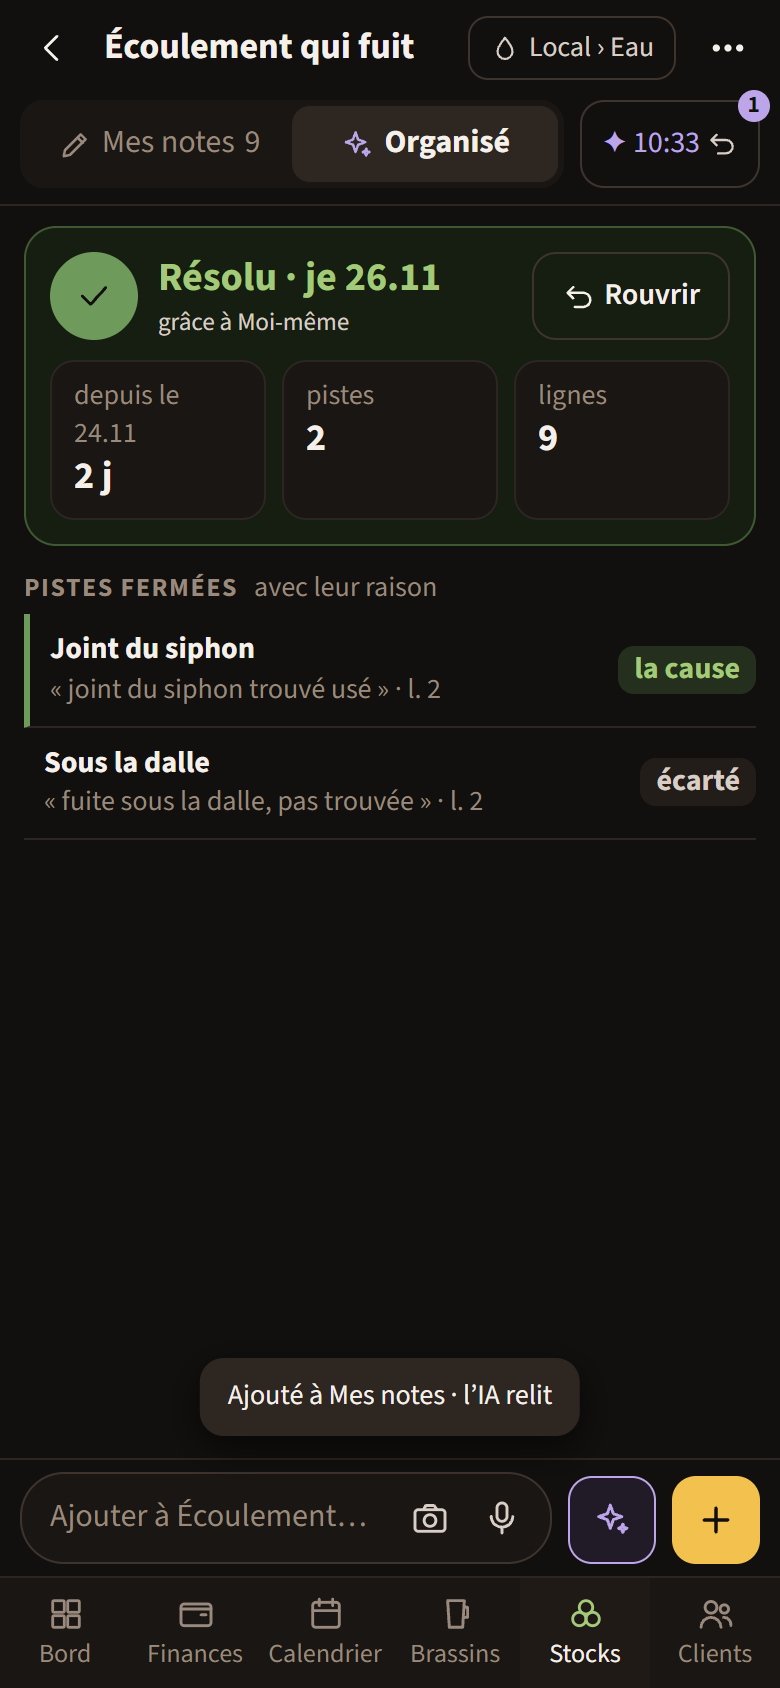 Écoulement qui fuit
Local › Eau
Mes notes 9
Organisé
10:33
1
Résolu · je 26.11
grâce à Moi-même
Rouvrir
depuis le
24.11
2 j
pistes
2
lignes
9
PISTES FERMÉES avec leur raison
Joint du siphon
« joint du siphon trouvé usé » · l. 2
la cause
Sous la dalle
« fuite sous la dalle, pas trouvée » · l. 2
écarté
Ajouté à Mes notes · l’IA relit
Ajouter à Écoulement…
Bord
Finances
Calendrier
Brassins
Stocks
Clients